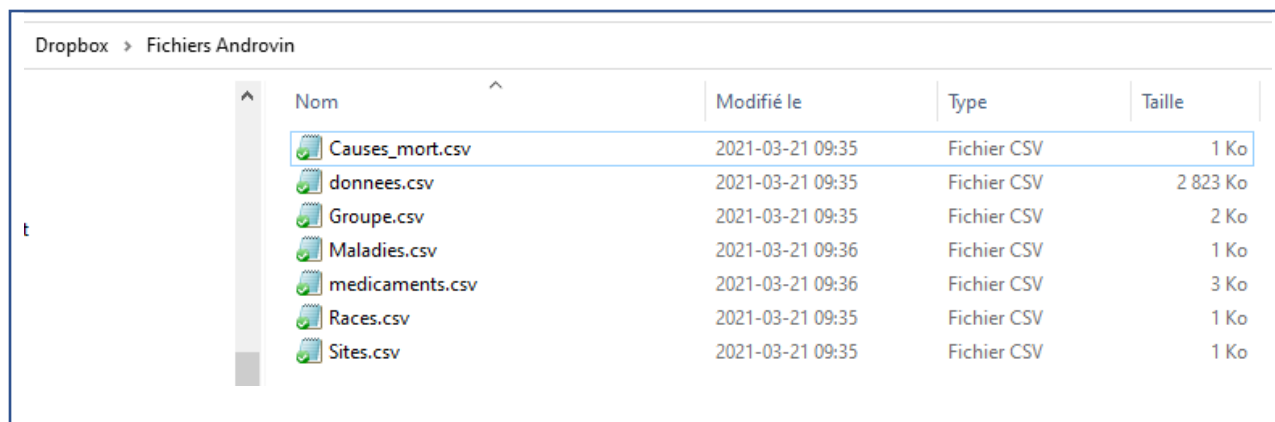 Dropbox > Fichiers Androvin
Nom Modifié le Type Taille
Causes_mort.csv 2021-03-21 09:35 Fichier CSV 1 Ko
donnees.csv 2021-03-21 09:35 Fichier CSV 2 823 Ko
Groupe.csv 2021-03-21 09:35 Fichier CSV 2 Ko
t
Maladies.csv 2021-03-21 09:36 Fichier CSV 1 Ko
medicaments.csv 2021-03-21 09:36 Fichier CSV 3 Ko
Races.csv 2021-03-21 09:35 Fichier CSV 1 Ko
Sites.csv 2021-03-21 09:35 Fichier CSV 1 Ko